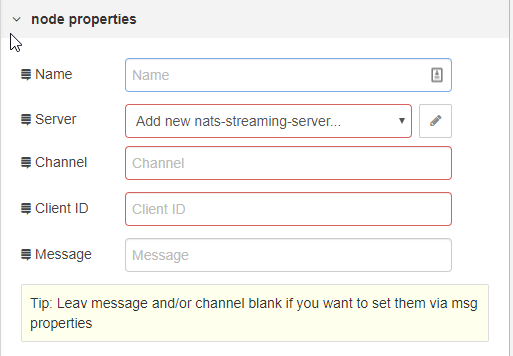 node properties
Name Name
Server Add new nats-streaming-server...
Channel Channel
Client ID Client ID
Message Message
Tip: Leav message and/or channel blank if you want to set them via msg
properties